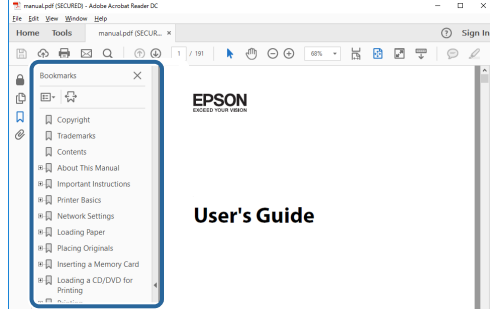 manual.pdf (SECURED) - Adobe Acrobat Reader DC
File Edit View Window Help
Home Tools manual.pdf (SECUR... × ? Sign In
1 / 191 68%
Bookmarks
EPSON
EXCEED YOUR VISION
Copyright
Trademarks
Contents
About This Manual
Important Instructions
Printer Basics
Network Settings
User's Guide
Loading Paper
Placing Originals
Inserting a Memory Card
Loading a CD/DVD for
Printing